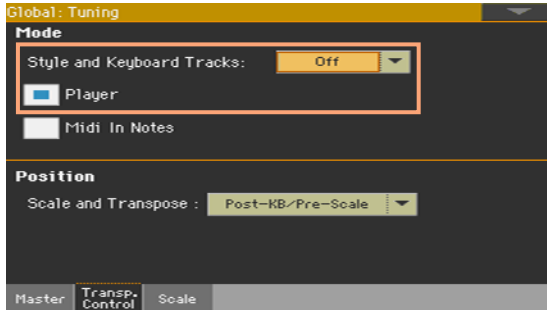 Global: Tuning
Mode
Style and Keyboard Tracks: Off
Player
Midi In Notes
Position
Scale and Transpose : Post-KB/Pre-Scale
Master Transp. Control Scale